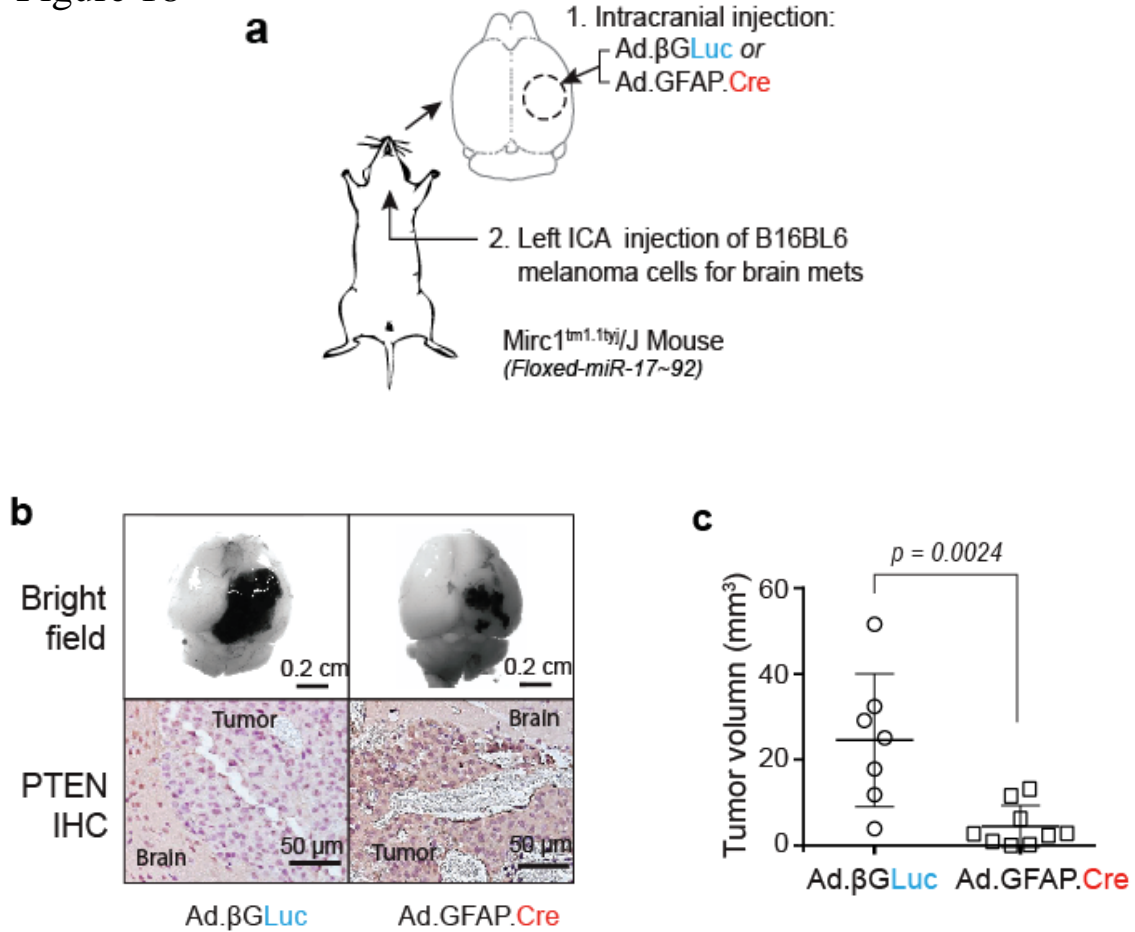 a
1. Intracranial injection:
Ad.βGLuc or
Ad.GFAP.Cre
2. Left ICA injection of B16BL6
melanoma cells for brain mets
Mirc1tm1.1tyj/J Mouse
(Floxed-miR-17~92)
b
Bright
field
0.2 cm
0.2 cm
PTEN
IHC
Tumor
Brain
50 µm
Brain
Tumor
50 µm
Ad.βGLuc
Ad.GFAP.Cre
c
p = 0.0024
Tumor volumn (mm³)
60
40
20
0
Ad.βGLuc
Ad.GFAP.Cre